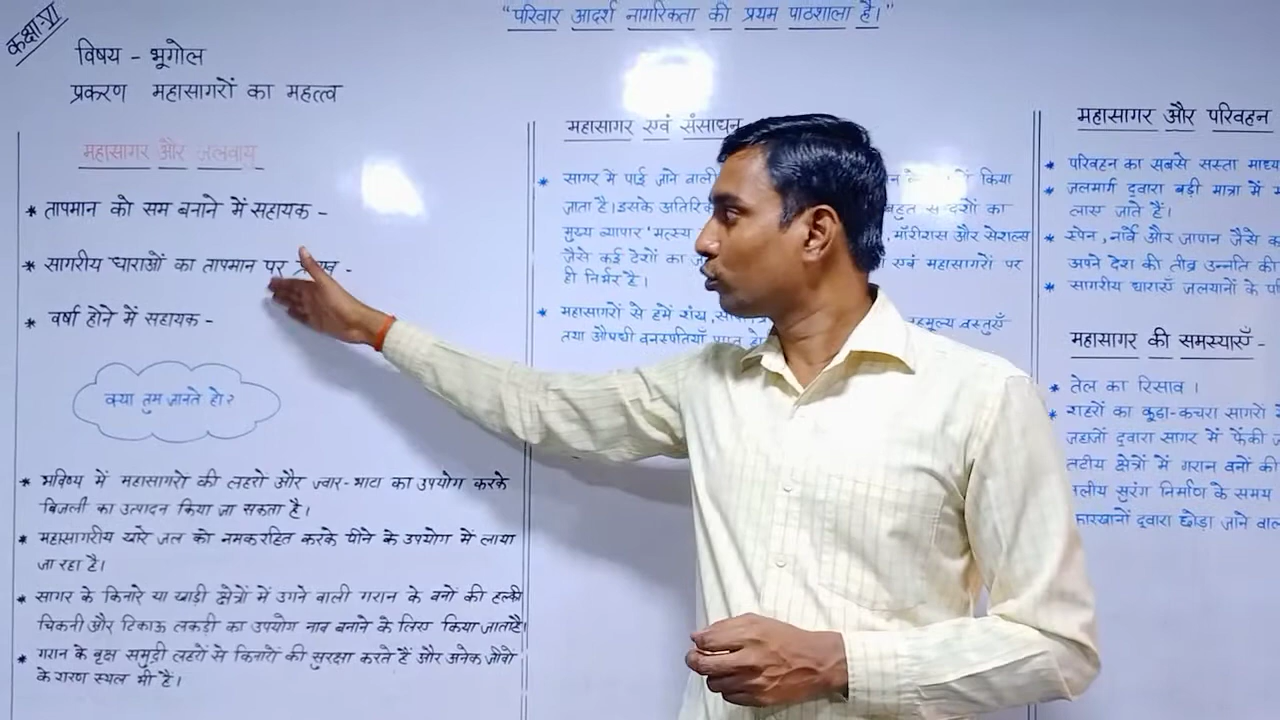 कक्षा-VI
"परिवार आदर्श नागरिकता की प्रथम पाठशाला है।"
विषय - भूगोल
प्रकरण महासागरों का महत्त्व
महासागर और जलवायु
* तापमान को सम बनाने में सहायक -
* सागरीय धाराओं का तापमान पर -
* वर्षा होने में सहायक -
क्या तुम जानते हो?
* भविष्य में महासागरों की लहरों और ज्वार-भाटा का उपयोग करके
बिजली का उत्पादन किया जा सकता है।
* महासागरीय खारे जल को नमकरहित करके पीने के उपयोग में लाया
जा रहा है।
* सागर के किनारे या खाड़ी क्षेत्रों में उगने वाली गरान के वनों की हल्की
चिकनी और टिकाऊ लकड़ी का उपयोग नाव बनाने के लिए किया जाता है।
* गरान के वृक्ष समुद्री लहरों से किनारों की सुरक्षा करते हैं और अनेक जीवों
के शरण स्थल भी हैं।
महासागर एवं संसाधन
* सागर में पाई जाने वाली किया
जाता है। इसके अतिरिक्त बहुत से देशों का
मुख्य व्यापार 'मत्स्य मॉरीशस और सेशल्स
जैसे कई देशों का एवं महासागरों पर
ही निर्भर है।
* महासागरों से हमें शंख, बहुमूल्य वस्तुएँ
तथा औषधी वनस्पतियाँ प्राप्त
महासागर और परिवहन
* परिवहन का सबसे सस्ता
* जलमार्ग द्वारा बड़ी मात्रा में
लाए जाते हैं।
* स्पेन, नॉर्वे और जापान जैसे
अपने देश की तीव्र उन्नति की
* सागरीय धाराएँ जलयानों के
महासागर की समस्याएँ -
* तेल का रिसाव।
* शहरों का कूड़ा-कचरा सागरों
जहाजों द्वारा सागर में फेंकी
तटीय क्षेत्रों में गरान वनों की
सुरंग निर्माण के समय
कारखानों द्वारा छोड़ा जाने